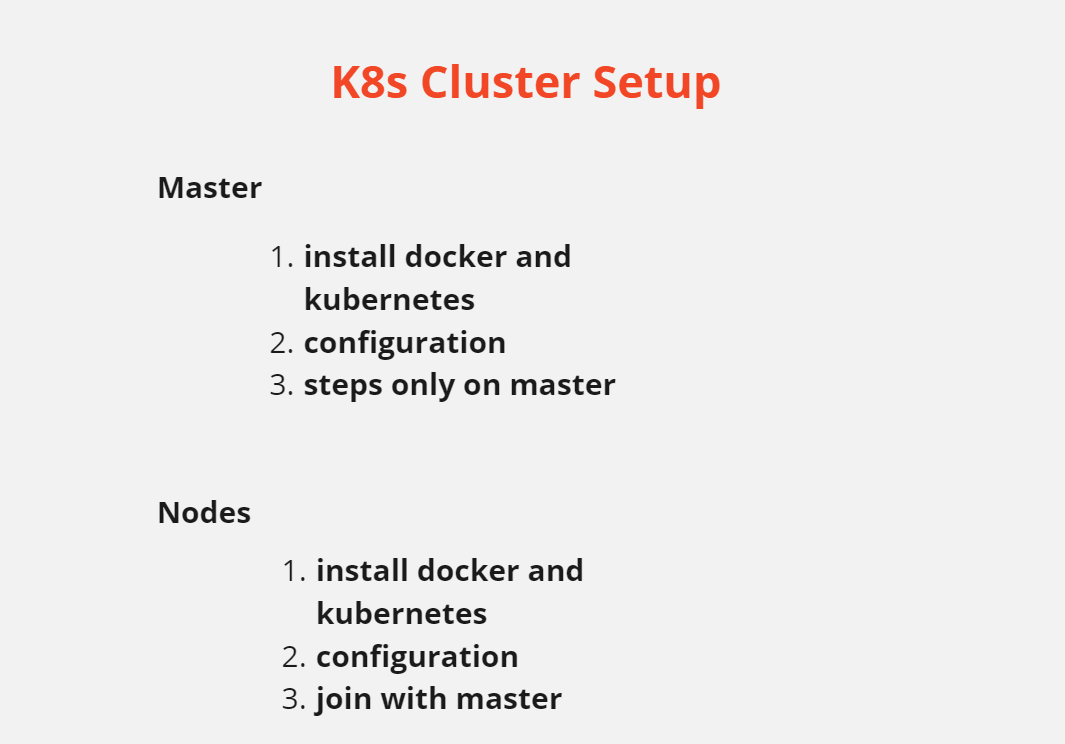 K8s Cluster Setup
Master
1. install docker and
kubernetes
2. configuration
3. steps only on master
Nodes
1. install docker and
kubernetes
2. configuration
3. join with master